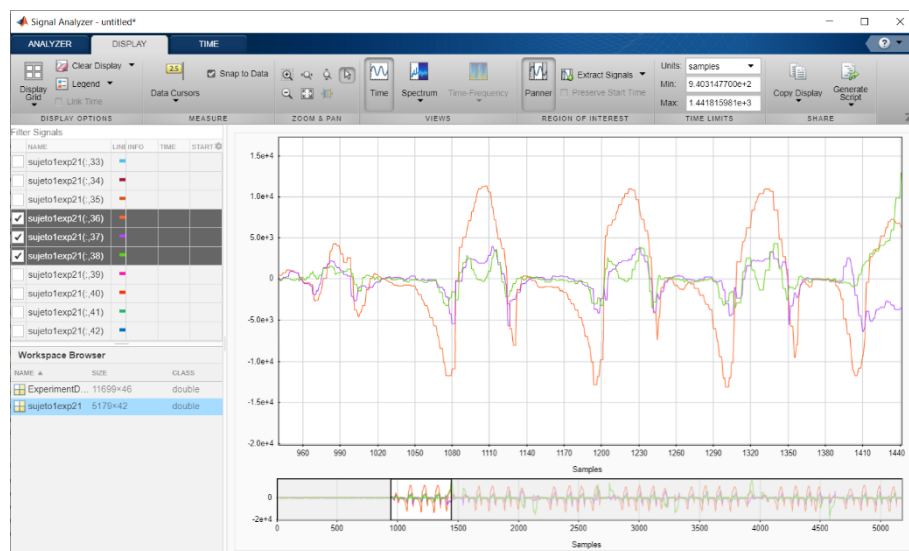 Signal Analyzer - untitled*
ANALYZER DISPLAY TIME
Clear Display
Legend
Link Time
Display Grid
2.5
Data Cursors
Snap to Data
Time Spectrum Time-Frequency
Panner
Extract Signals
Preserve Start Time
Units: samples
Min: 9.403147700e+2
Max: 1.441815981e+3
Copy Display
Generate Script
DISPLAY OPTIONS MEASURE ZOOM & PAN VIEWS REGION OF INTEREST TIME LIMITS SHARE
Filter Signals
NAME LINE INFO TIME START
sujeto1exp21(:,33)
sujeto1exp21(:,34)
sujeto1exp21(:,35)
sujeto1exp21(:,36)
sujeto1exp21(:,37)
sujeto1exp21(:,38)
sujeto1exp21(:,39)
sujeto1exp21(:,40)
sujeto1exp21(:,41)
sujeto1exp21(:,42)
Workspace Browser
NAME SIZE CLASS
ExperimentD... 11699×46 double
sujeto1exp21 5179×42 double
1.5e+4
1.0e+4
5.0e+3
0
-5.0e+3
-1.0e+4
-1.5e+4
-2.0e+4
960 990 1020 1050 1080 1110 1140 1170 1200 1230 1260 1290 1320 1350 1380 1410 1440
Samples
0
-2e+4
0 500 1000 1500 2000 2500 3000 3500 4000 4500 5000
Samples